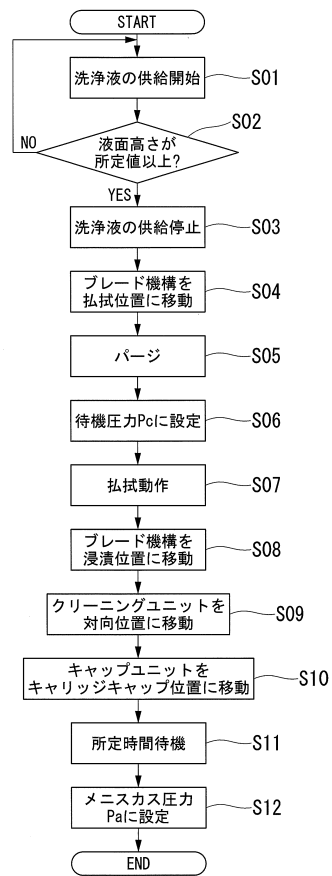 START
洗浄液の供給開始
S01
液面高さが
所定値以上?
S02
NO
YES
洗浄液の供給停止
S03
ブレード機構を
払拭位置に移動
S04
パージ
S05
待機圧力Pcに設定
S06
払拭動作
S07
ブレード機構を
浸漬位置に移動
S08
クリーニングユニットを
対向位置に移動
S09
キャップユニットを
キャリッジキャップ位置に移動
S10
所定時間待機
S11
メニスカス圧力
Paに設定
S12
END